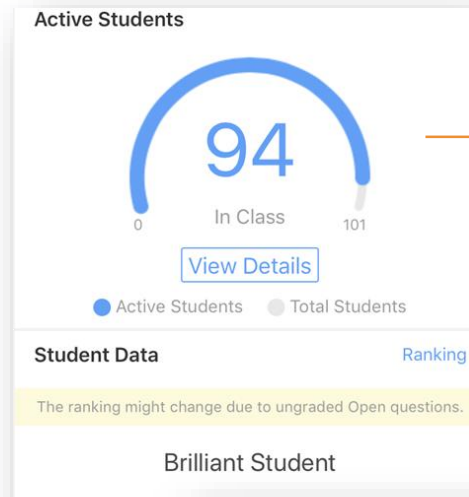 Active Students
94
In Class
0
101
View Details
Active Students Total Students
Student Data Ranking
The ranking might change due to ungraded Open questions.
Brilliant Student